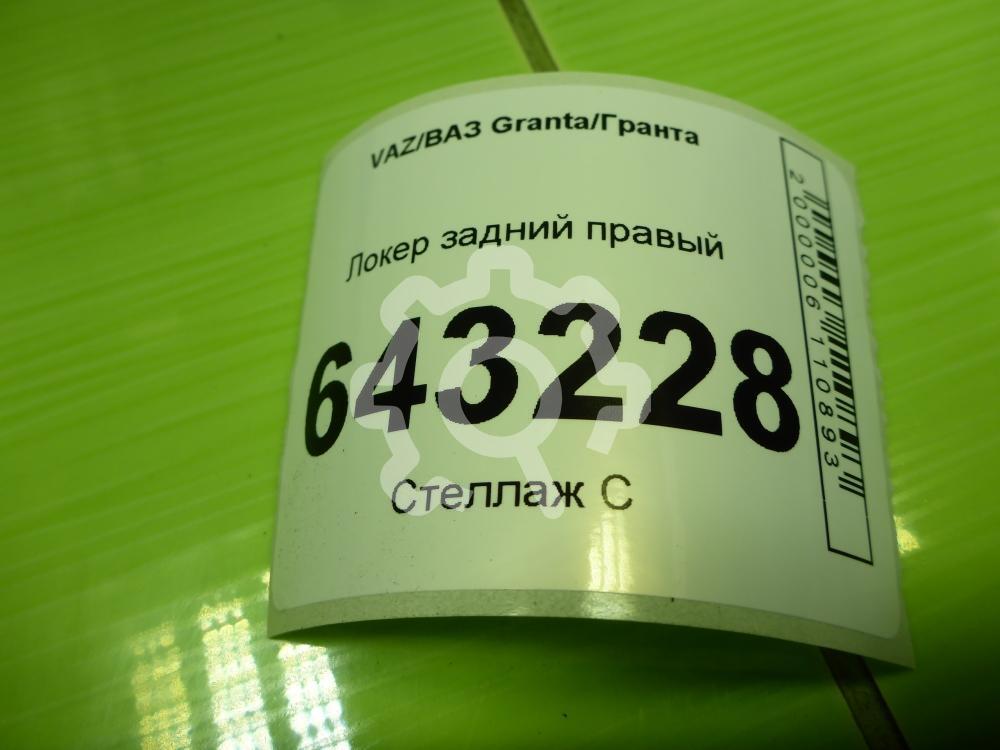 VAZ/ВАЗ Granta/Гранта
Локер задний правый
643228
Стеллаж С
2000006110893